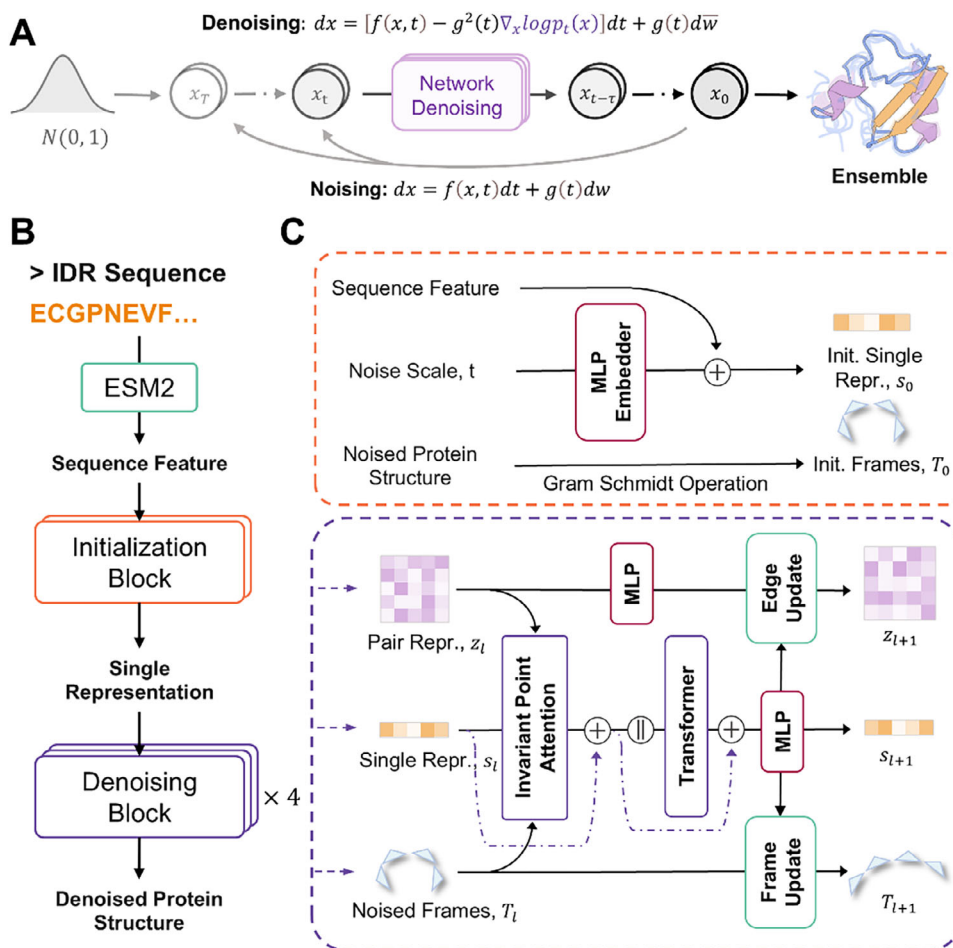 A
Denoising: dx = [f(x,t) − g²(t)∇ₓlogpₜ(x)]dt + g(t)dw̅
N(0, 1)
x_T
x_t
Network
Denoising
x_{t−τ}
x_0
Ensemble
Noising: dx = f(x,t)dt + g(t)dw
B
> IDR Sequence
ECGPNEVF...
ESM2
Sequence Feature
Initialization
Block
Single
Representation
Denoising
Block
× 4
Denoised Protein
Structure
C
Sequence Feature
Noise Scale, t
MLP
Embedder
+
Init. Single
Repr., s_0
Noised Protein
Structure
Gram Schmidt Operation
Init. Frames, T_0
Pair Repr., z_l
MLP
Edge
Update
z_{l+1}
Single Repr., s_l
Invariant Point
Attention
+
||
Transformer
+
MLP
s_{l+1}
Noised Frames, T_l
Frame
Update
T_{l+1}